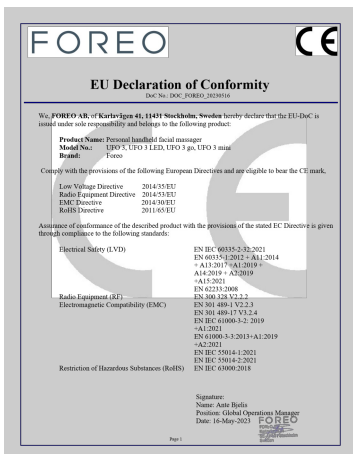 FOREO
CE
EU Declaration of Conformity
DoC No.: DOC_FOREO_20230516
We, FOREO AB, of Karlavägen 41, 11431 Stockholm, Sweden hereby declare that the EU-DoC is
issued under sole responsibility and belongs to the following product:
Product Name: Personal handheld facial massager
Model No.: UFO 3, UFO 3 LED, UFO 3 go, UFO 3 mini
Brand: Foreo
Comply with the provisions of the following European Directives and are eligible to bear the CE mark,
Low Voltage Directive 2014/35/EU
Radio Equipment Directive 2014/53/EU
EMC Directive 2014/30/EU
RoHS Directive 2011/65/EU
Assurance of conformance of the described product with the provisions of the stated EC Directive is given
through compliance to the following standards:
Electrical Safety (LVD) EN IEC 60335-2-32:2021
EN 60335-1:2012 + A11:2014
+ A13:2017 +A1:2019 +
A14:2019 + A2:2019
+A15:2021
EN 62233:2008
Radio Equipment (RF) EN 300 328 V2.2.2
Electromagnetic Compatibility (EMC) EN 301 489-1 V2.2.3
EN 301 489-17 V3.2.4
EN IEC 61000-3-2: 2019
+A1:2021
EN 61000-3-3:2013+A1:2019
+A2:2021
EN IEC 55014-1:2021
EN IEC 55014-2:2021
Restriction of Hazardous Substances (RoHS) EN IEC 63000:2018
Signature:
Name: Ante Bjelis
Position: Global Operations Manager
Date: 16-May-2023
FOREO
Page 1